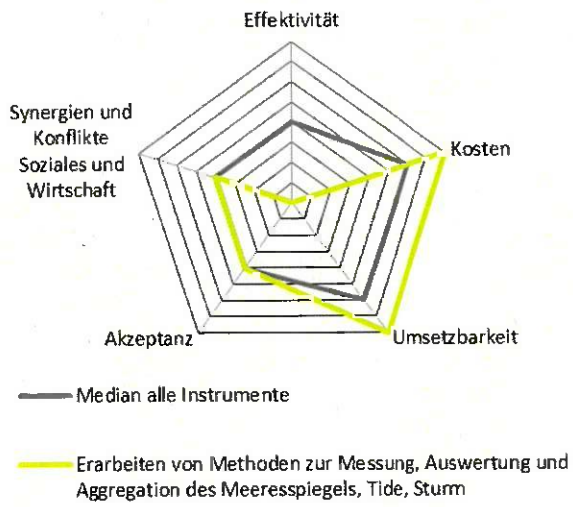 Effektivität
Synergien und
Konflikte
Soziales und
Wirtschaft
Kosten
Akzeptanz
Umsetzbarkeit
Median alle Instrumente
Erarbeiten von Methoden zur Messung, Auswertung und
Aggregation des Meeresspiegels, Tide, Sturm